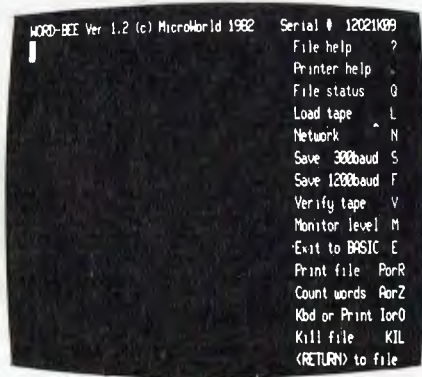 WORD-BEE Ver 1.2 (c) MicroWorld 1982 Serial # 12021K09
File help ?
Printer help
File status Q
Load tape L
Network ^ N
Save 300baud S
Save 1200baud F
Verify tape V
Monitor level M
Exit to BASIC E
Print file PorR
Count words AorZ
Kbd or Print IorO
Kill file KIL
<RETURN> to file